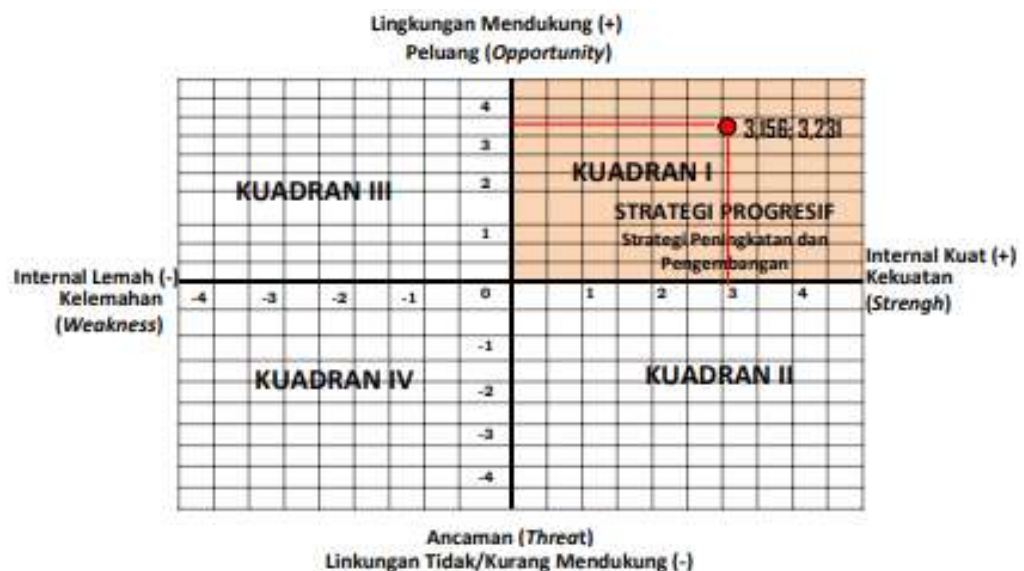 Lingkungan Mendukung (+)
Peluang (Opportunity)
4
3,156; 3,231
3
KUADRAN I
2
KUADRAN III
STRATEGI PROGRESIF
1
Strategi Peningkatan dan
Pengembangan
Internal Kuat (+)
Kekuatan
(Strengh)
Internal Lemah (-)
Kelemahan
(Weakness)
-4 -3 -2 -1 0 1 2 3 4
-1
KUADRAN IV
KUADRAN II
-2
-3
-4
Ancaman (Threat)
Linkungan Tidak/Kurang Mendukung (-)